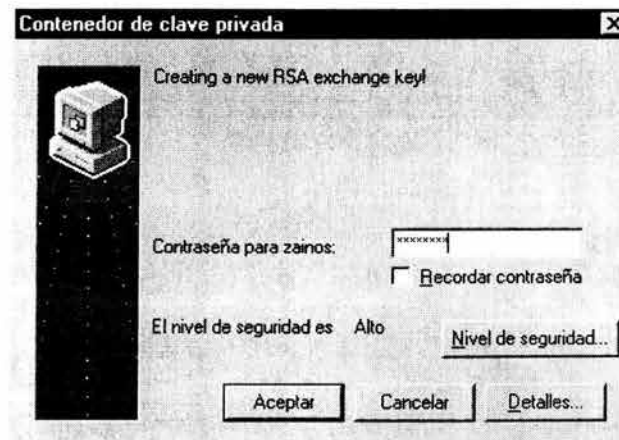 Contenedor de clave privada
Creating a new RSA exchange key!
Contraseña para zainos:
xxxxxxxx
Recordar contraseña
El nivel de seguridad es Alto
Nivel de seguridad...
Aceptar
Cancelar
Detalles...